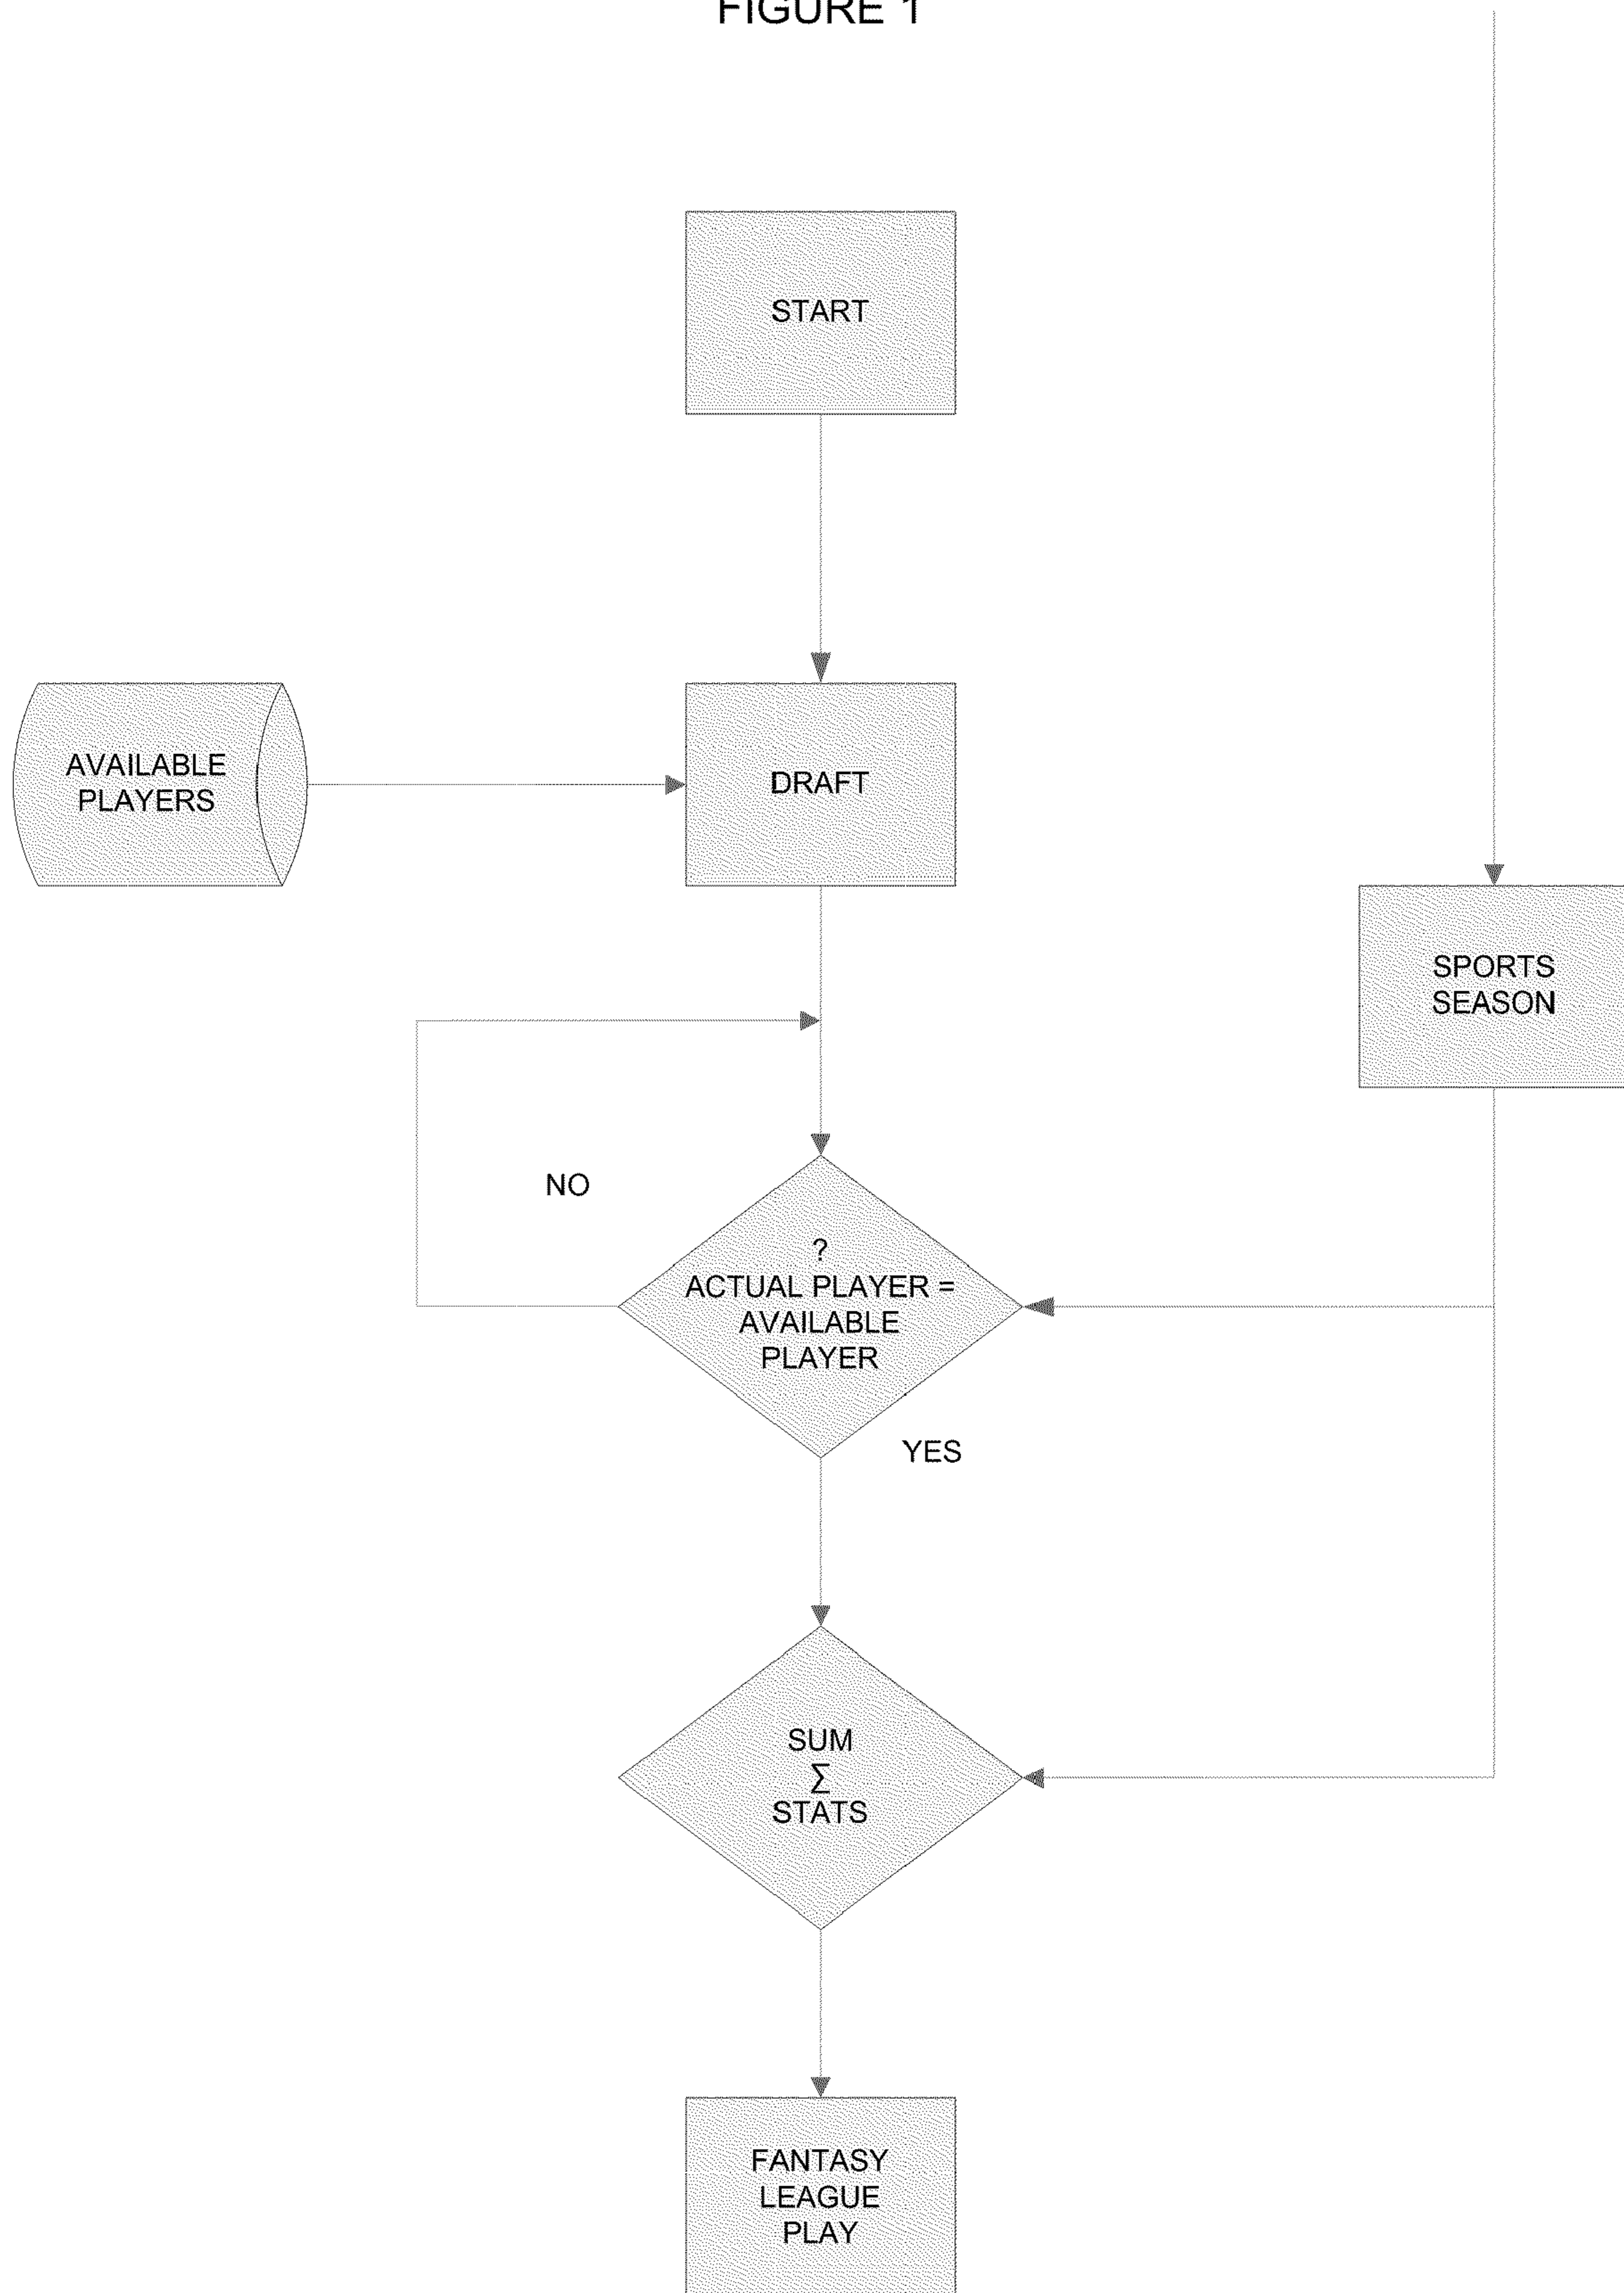 FIGURE 1
START
AVAILABLE
PLAYERS
DRAFT
SPORTS
SEASON
NO
?
ACTUAL PLAYER =
AVAILABLE
PLAYER
YES
SUM
∑
STATS
FANTASY
LEAGUE
PLAY